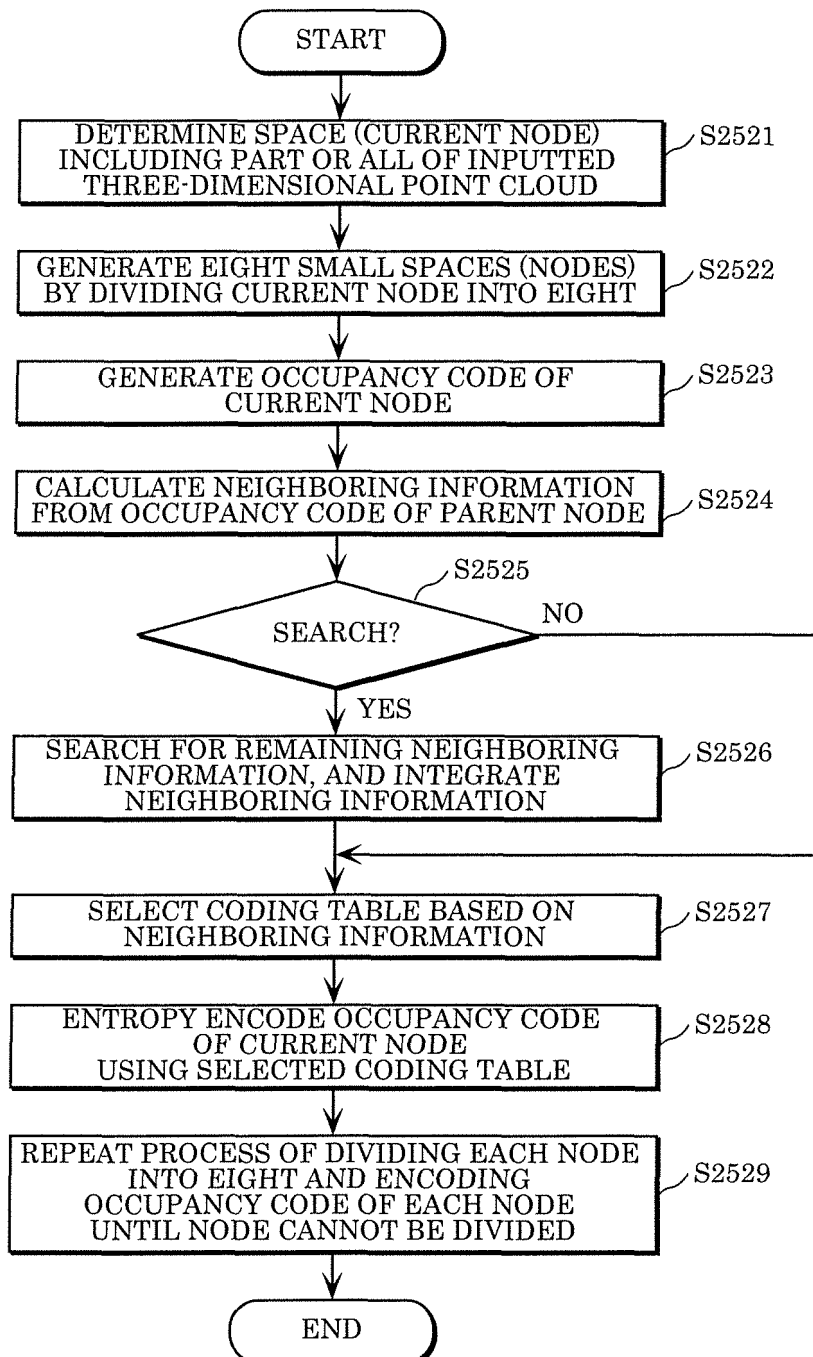 START
DETERMINE SPACE (CURRENT NODE)
INCLUDING PART OR ALL OF INPUTTED
THREE-DIMENSIONAL POINT CLOUD
S2521
GENERATE EIGHT SMALL SPACES (NODES)
BY DIVIDING CURRENT NODE INTO EIGHT
S2522
GENERATE OCCUPANCY CODE OF
CURRENT NODE
S2523
CALCULATE NEIGHBORING INFORMATION
FROM OCCUPANCY CODE OF PARENT NODE
S2524
S2525
SEARCH?
NO
YES
SEARCH FOR REMAINING NEIGHBORING
INFORMATION, AND INTEGRATE
NEIGHBORING INFORMATION
S2526
SELECT CODING TABLE BASED ON
NEIGHBORING INFORMATION
S2527
ENTROPY ENCODE OCCUPANCY CODE
OF CURRENT NODE
USING SELECTED CODING TABLE
S2528
REPEAT PROCESS OF DIVIDING EACH NODE
INTO EIGHT AND ENCODING
OCCUPANCY CODE OF EACH NODE
UNTIL NODE CANNOT BE DIVIDED
S2529
END